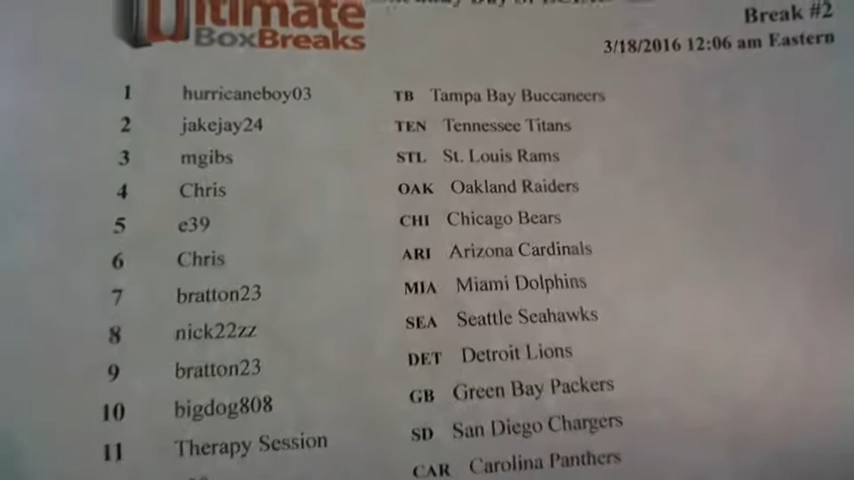 Ultimate
BoxBreaks
Break #2
3/18/2016 12:06 am Eastern
1 hurricaneboy03 TB Tampa Bay Buccaneers
2 jakejay24 TEN Tennessee Titans
3 mgibs STL St. Louis Rams
4 Chris OAK Oakland Raiders
5 e39 CHI Chicago Bears
6 Chris ARI Arizona Cardinals
7 bratton23 MIA Miami Dolphins
8 nick22zz SEA Seattle Seahawks
9 bratton23 DET Detroit Lions
10 bigdog808 GB Green Bay Packers
11 Therapy Session SD San Diego Chargers
CAR Carolina Panthers